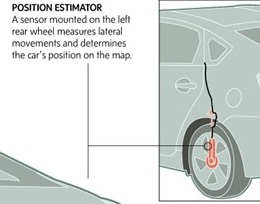 POSITION ESTIMATOR
A sensor mounted on the left
rear wheel measures lateral
movements and determines
the car's position on the map.